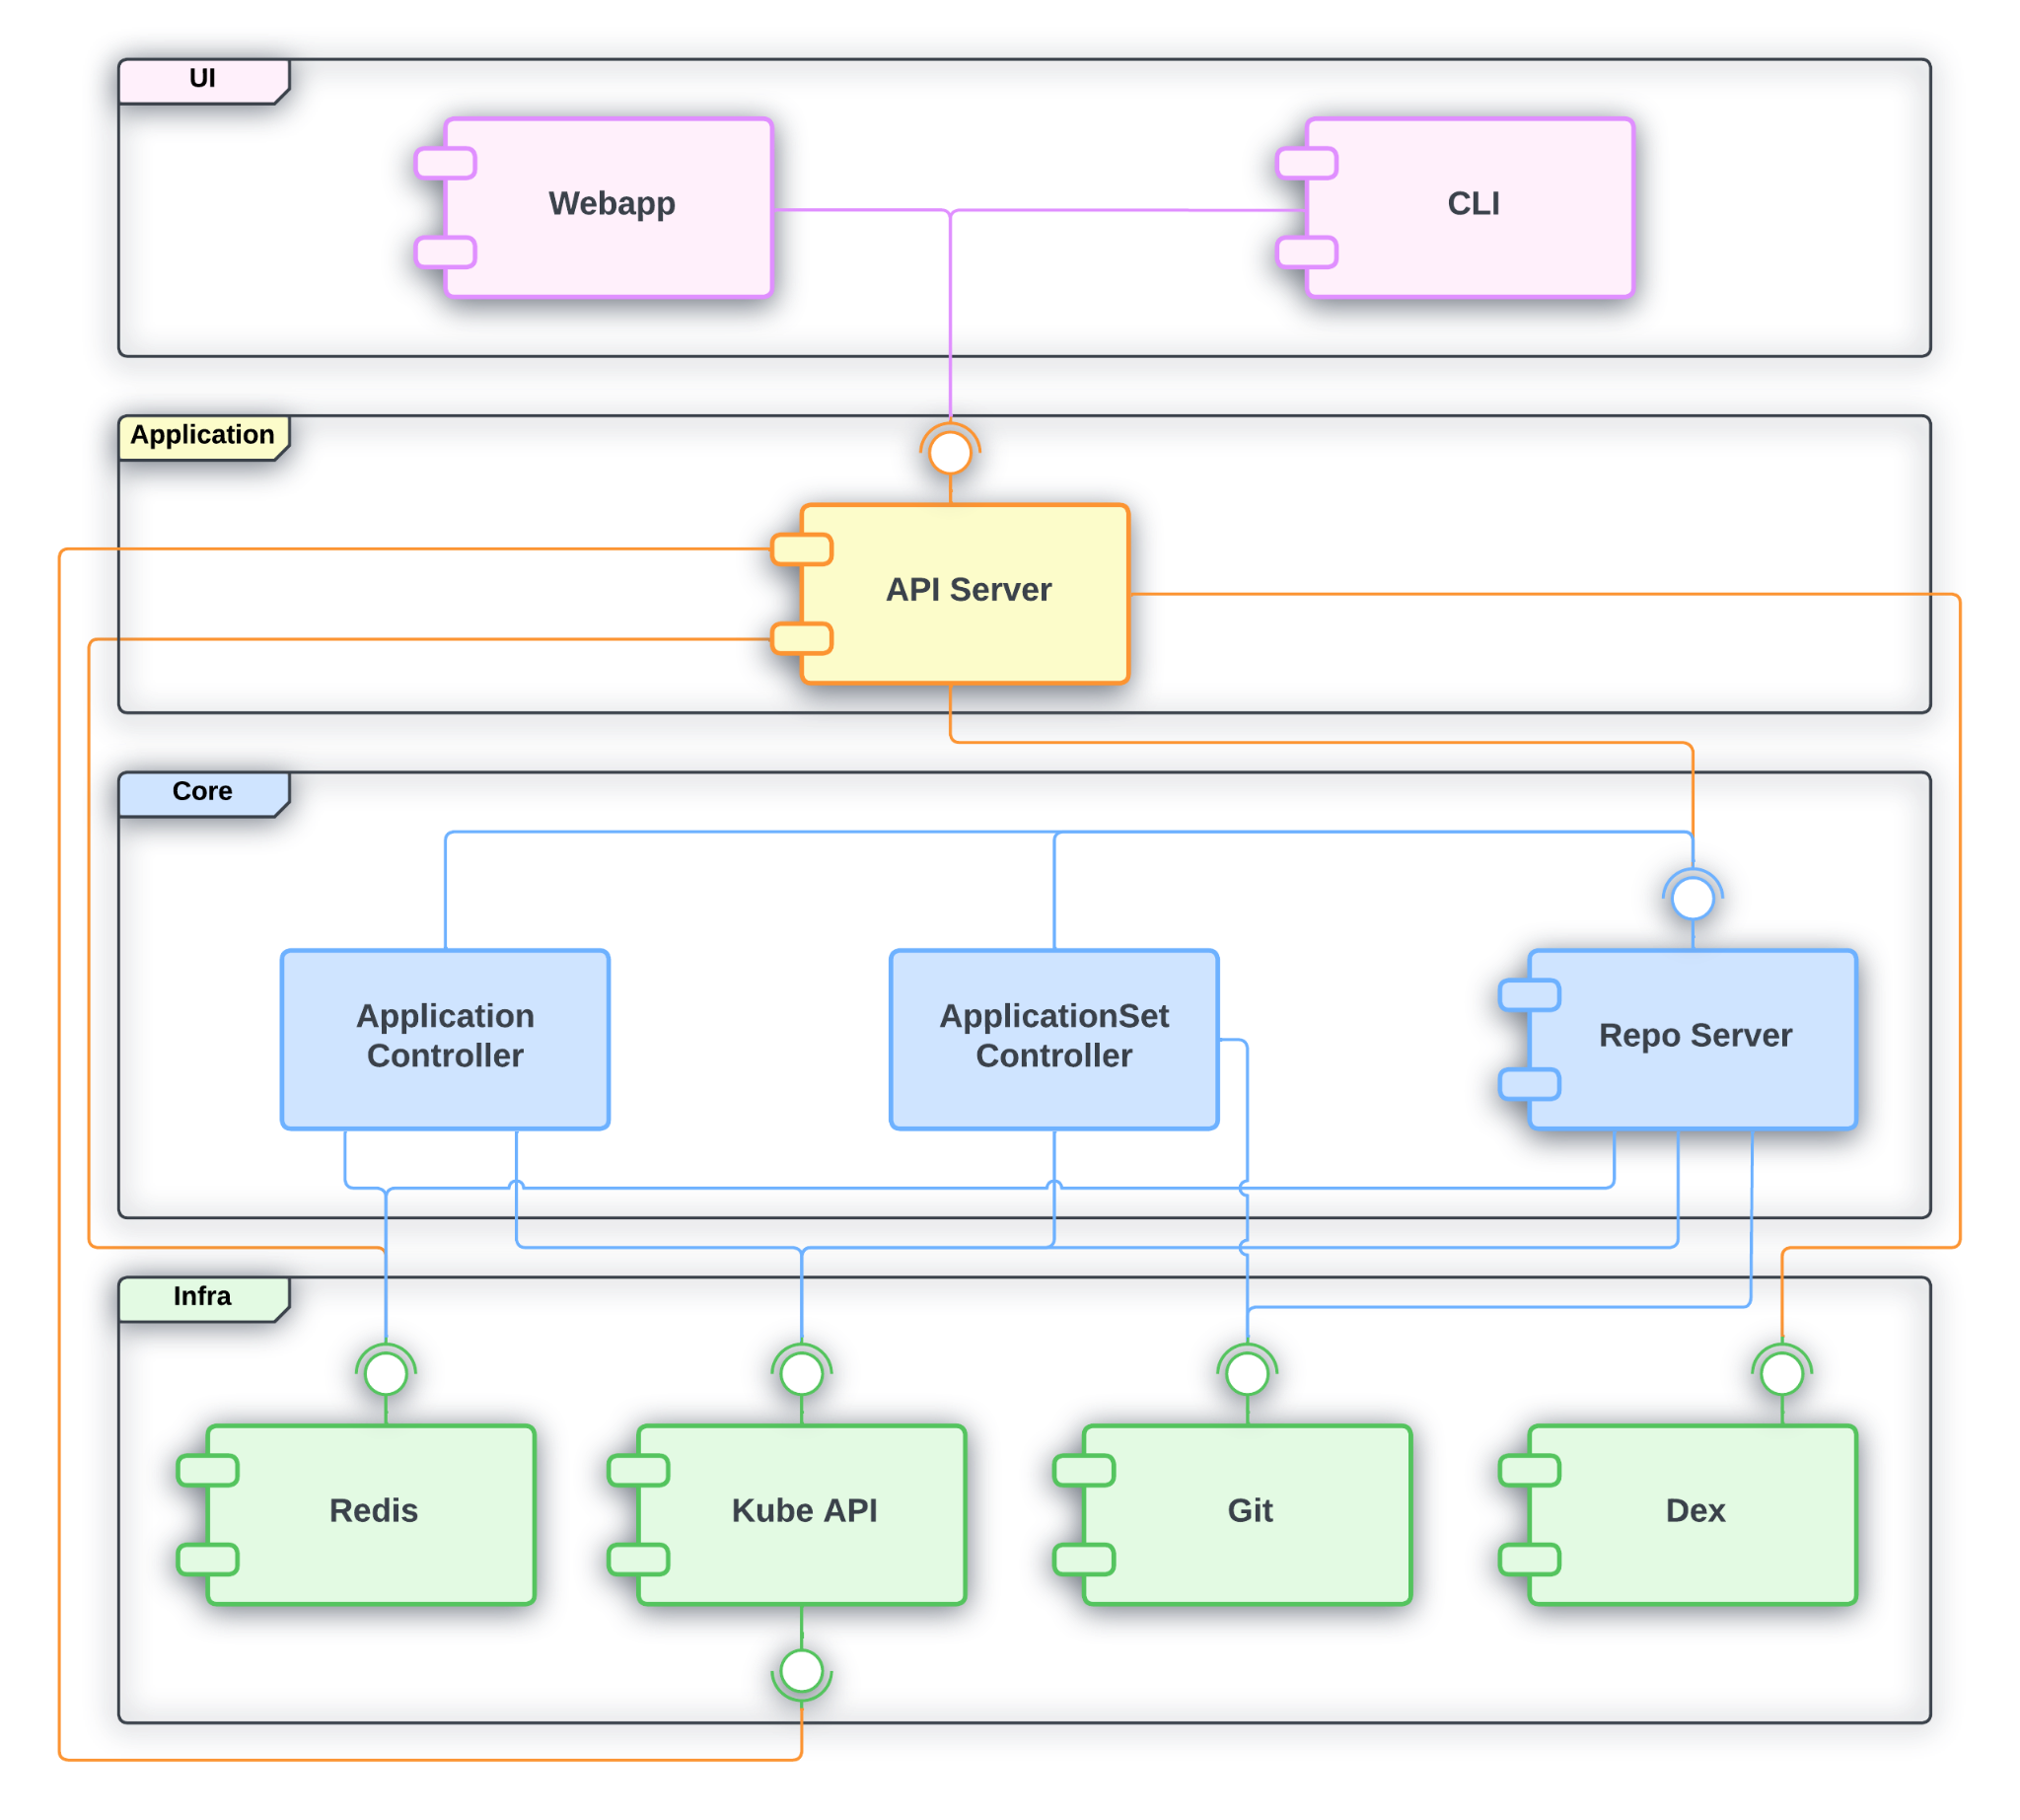 UI
Webapp
CLI
Application
API Server
Core
Application
Controller
ApplicationSet
Controller
Repo Server
Infra
Redis
Kube API
Git
Dex